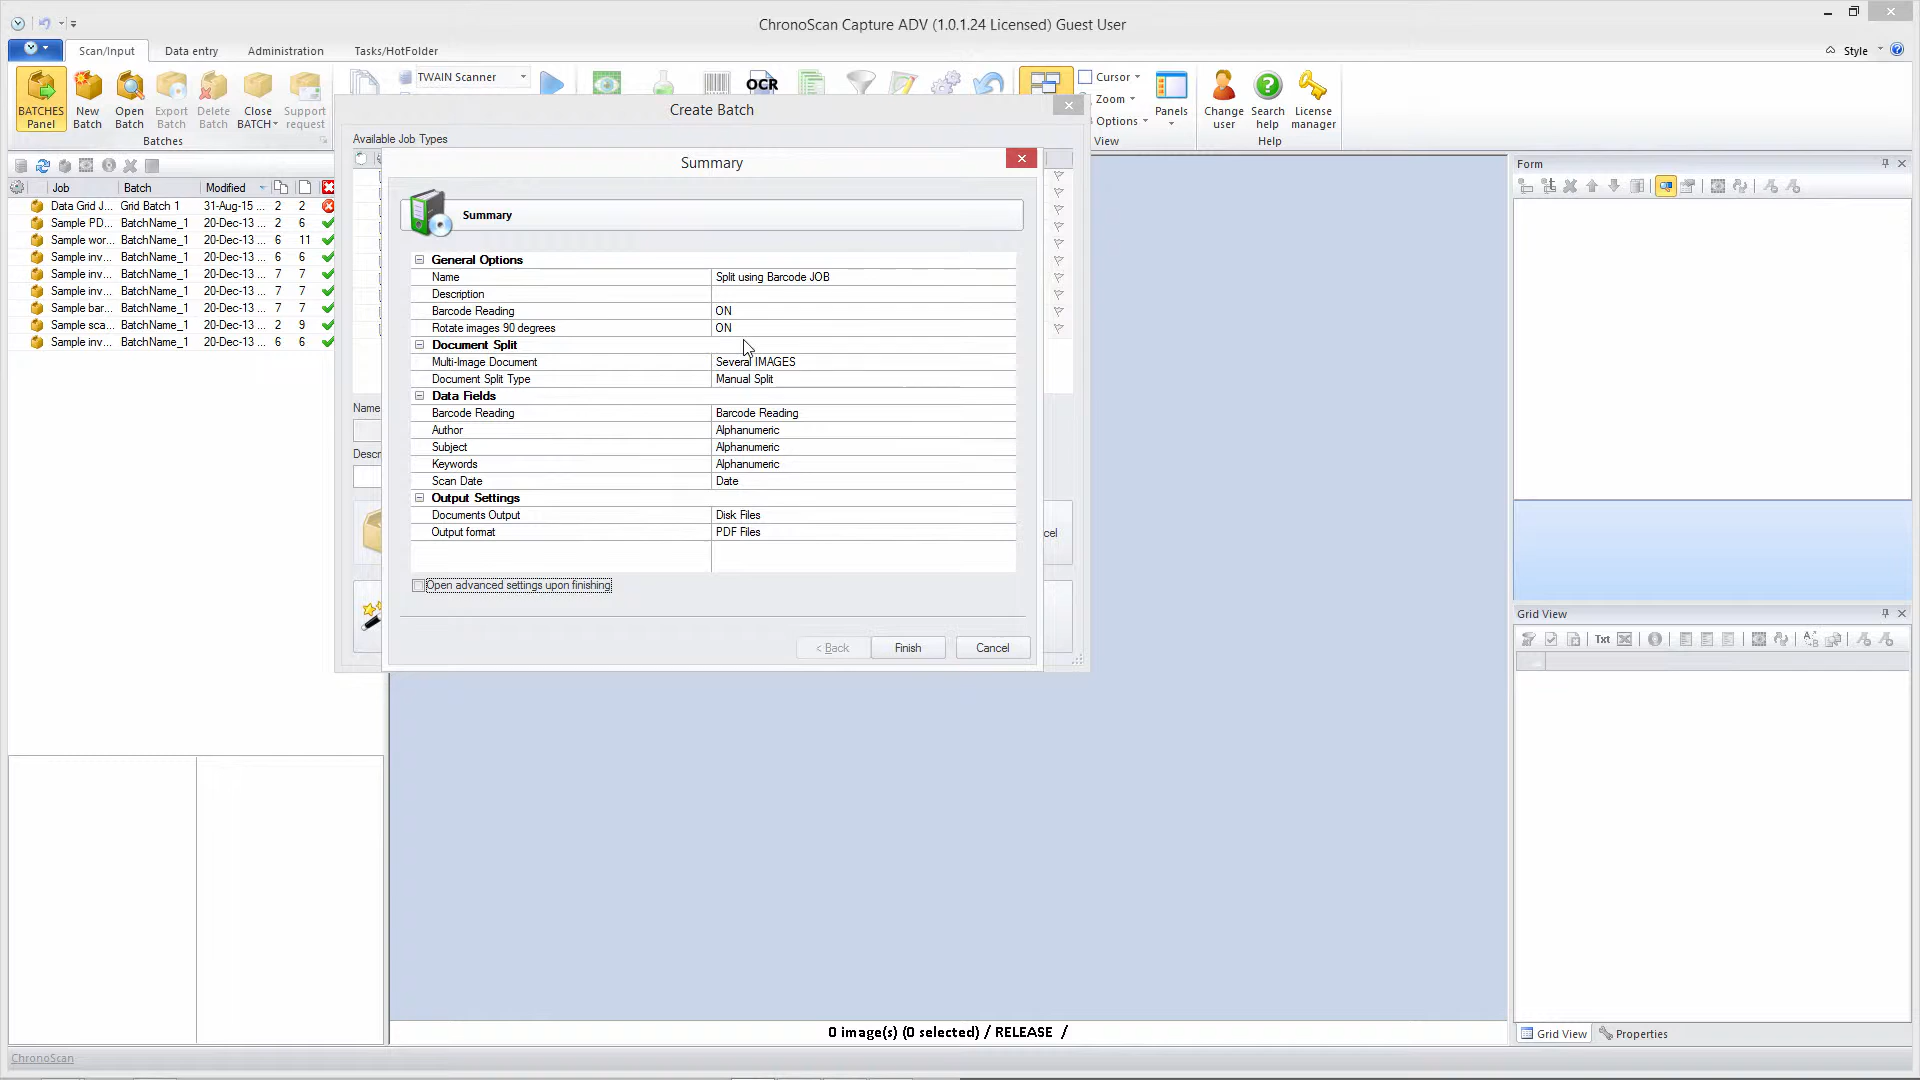 ChronoScan Capture ADV (1.0.1.24 Licensed) Guest User
Scan/Input
Data entry
Administration
Tasks/HotFolder
Style
BATCHES Panel
New Batch
Open Batch
Export Batch
Delete Batch
Close BATCH
Support request
Batches
TWAIN Scanner
OCR
Cursor
Zoom
Options
Panels
View
Change user
Search help
License manager
Help
Create Batch
Available Job Types
Name
Descr
cel
Job Batch Modified
Data Grid J... Grid Batch 1 31-Aug-15 ... 2 2
Sample PD... BatchName_1 20-Dec-13 ... 2 6
Sample wor... BatchName_1 20-Dec-13 ... 6 11
Sample inv... BatchName_1 20-Dec-13 ... 6 6
Sample inv... BatchName_1 20-Dec-13 ... 7 7
Sample inv... BatchName_1 20-Dec-13 ... 7 7
Sample bar... BatchName_1 20-Dec-13 ... 7 7
Sample sca... BatchName_1 20-Dec-13 ... 2 9
Sample inv... BatchName_1 20-Dec-13 ... 6 6
Summary
Summary
General Options
Name Split using Barcode JOB
Description
Barcode Reading ON
Rotate images 90 degrees ON
Document Split
Multi-Image Document Several IMAGES
Document Split Type Manual Split
Data Fields
Barcode Reading Barcode Reading
Author Alphanumeric
Subject Alphanumeric
Keywords Alphanumeric
Scan Date Date
Output Settings
Documents Output Disk Files
Output format PDF Files
Open advanced settings upon finishing
< Back Finish Cancel
Form
Grid View
Txt
Grid View Properties
0 image(s) (0 selected) / RELEASE /
ChronoScan